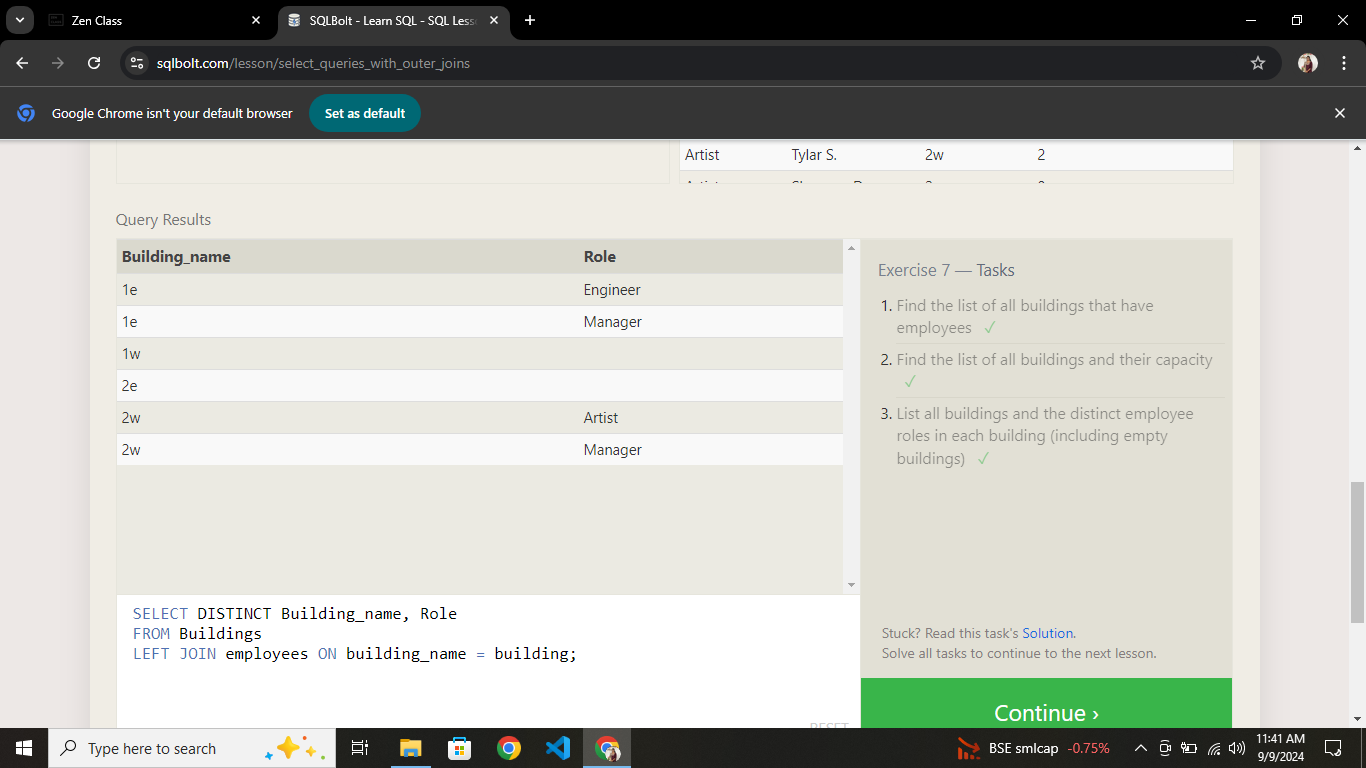 Zen Class
SQLBolt - Learn SQL - SQL Less
sqlbolt.com/lesson/select_queries_with_outer_joins
Google Chrome isn't your default browser
Set as default
Artist Tylar S. 2w 2
Query Results
Building_name Role
1e Engineer
1e Manager
1w
2e
2w Artist
2w Manager
Exercise 7 — Tasks
1. Find the list of all buildings that have
employees ✓
2. Find the list of all buildings and their capacity
✓
3. List all buildings and the distinct employee
roles in each building (including empty
buildings) ✓
SELECT DISTINCT Building_name, Role
FROM Buildings
LEFT JOIN employees ON building_name = building;
Stuck? Read this task's Solution.
Solve all tasks to continue to the next lesson.
RESET
Continue ›
Type here to search
BSE smlcap -0.75%
11:41 AM
9/9/2024